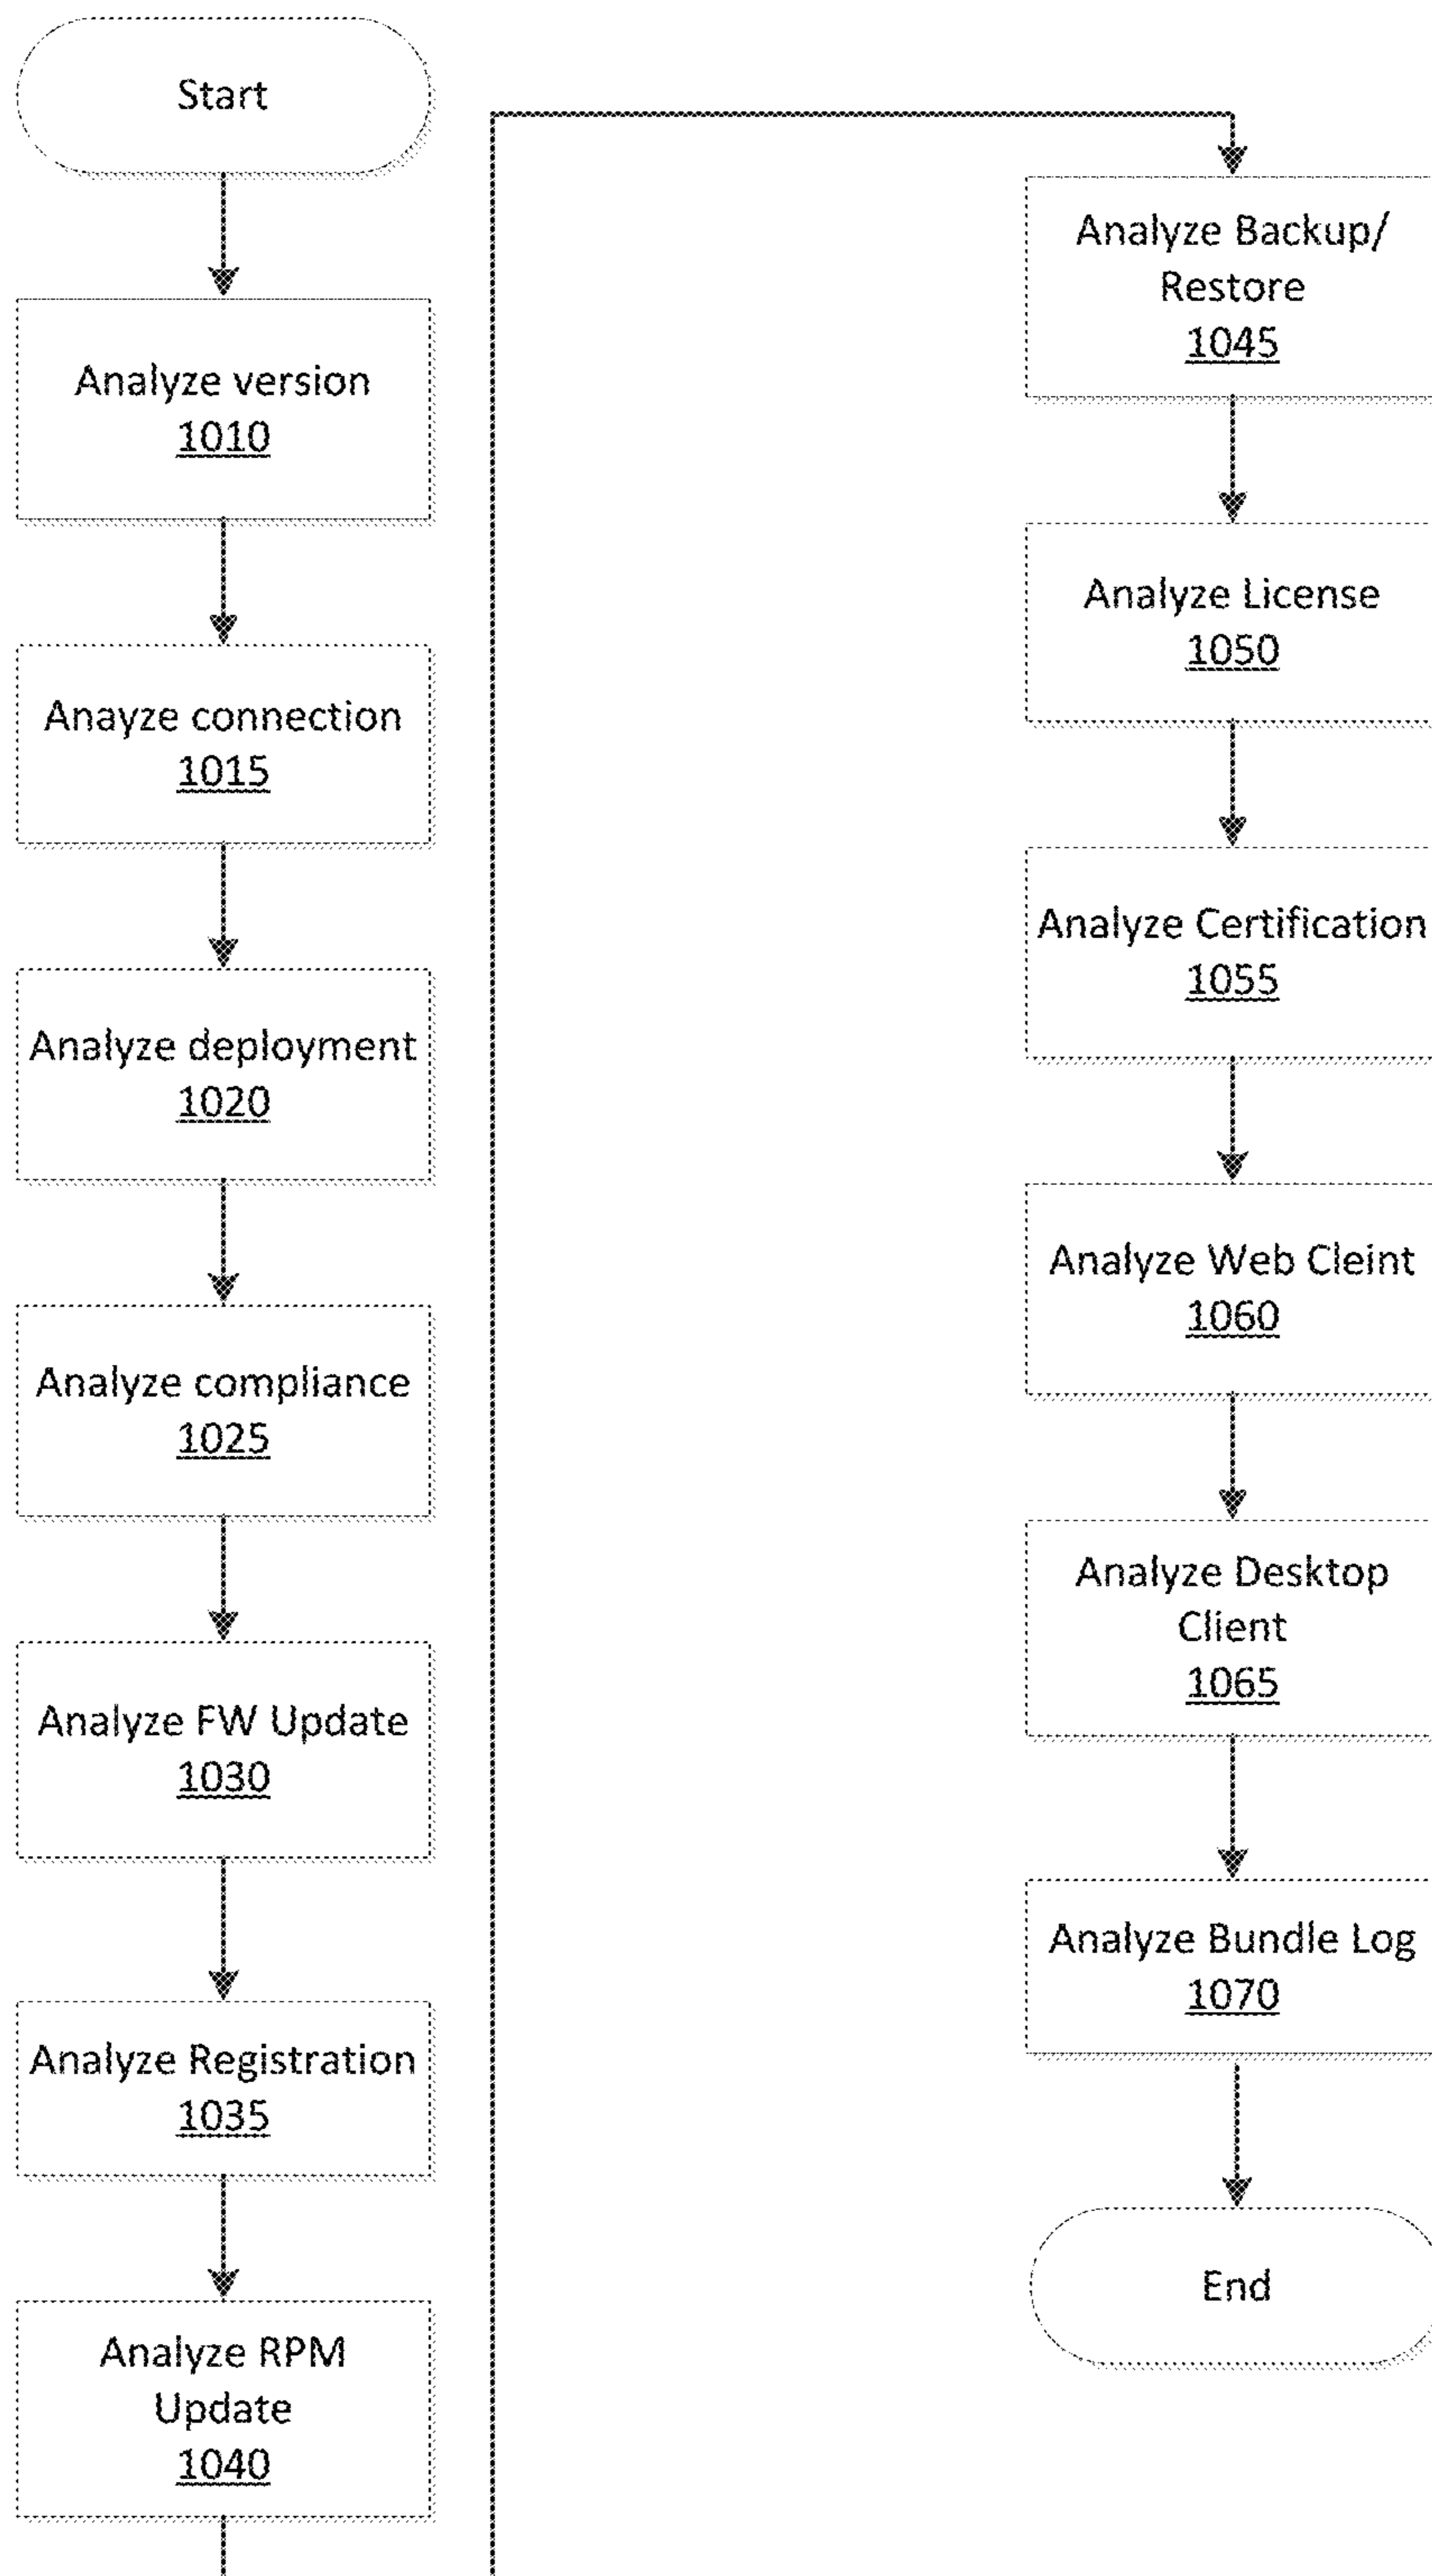 Start
Analyze version
1010
Anayze connection
1015
Analyze deployment
1020
Analyze compliance
1025
Analyze FW Update
1030
Analyze Registration
1035
Analyze RPM
Update
1040
Analyze Backup/
Restore
1045
Analyze License
1050
Analyze Certification
1055
Analyze Web Cleint
1060
Analyze Desktop
Client
1065
Analyze Bundle Log
1070
End